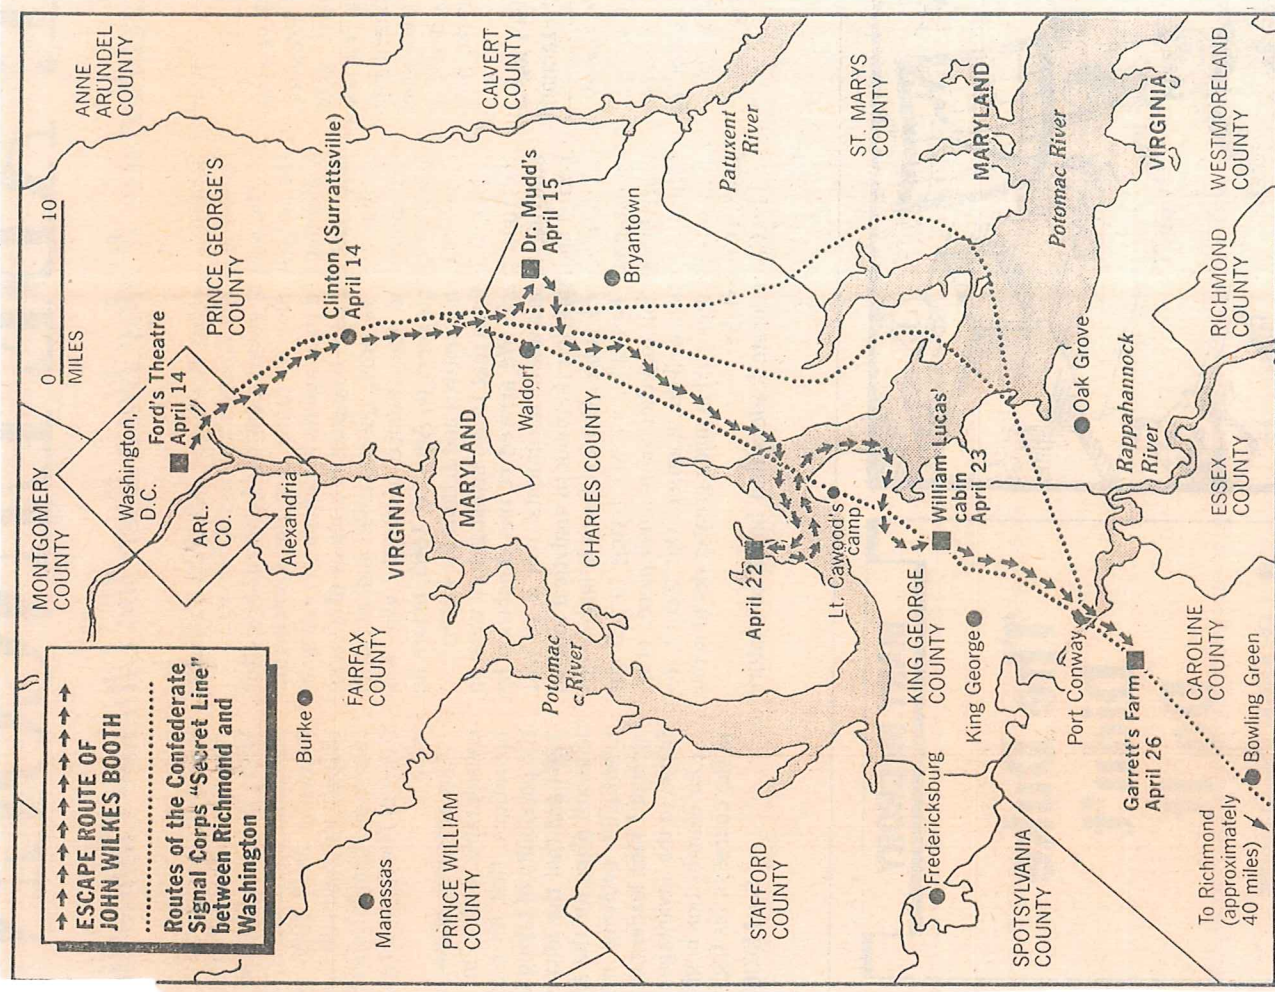 ESCAPE ROUTE OF
JOHN WILKES BOOTH
Routes of the Confederate
Signal Corps "Secret Line"
between Richmond and
Washington
0
10
MILES
MONTGOMERY
COUNTY
Washington,
D.C.
Ford's Theatre
April 14
ARL.
CO.
Alexandria
PRINCE GEORGE'S
COUNTY
ANNE
ARUNDEL
COUNTY
Clinton (Surrattsville)
April 14
CALVERT
COUNTY
Burke
FAIRFAX
COUNTY
VIRGINIA
MARYLAND
Waldorf
Dr. Mudd's
April 15
Bryantown
Manassas
PRINCE WILLIAM
COUNTY
Potomac
River
CHARLES COUNTY
Patuxent
River
STAFFORD
COUNTY
April 22
Lt. Cawood's
camp
ST. MARYS
COUNTY
MARYLAND
Fredericksburg
KING GEORGE
COUNTY
King George
William Lucas'
cabin
April 23
Potomac River
SPOTSYLVANIA
COUNTY
Port Conway
Oak Grove
Rappahannock
River
VIRGINIA
Garrett's Farm
April 26
CAROLINE
COUNTY
ESSEX
COUNTY
RICHMOND
COUNTY
WESTMORELAND
COUNTY
To Richmond
(approximately
40 miles)
Bowling Green